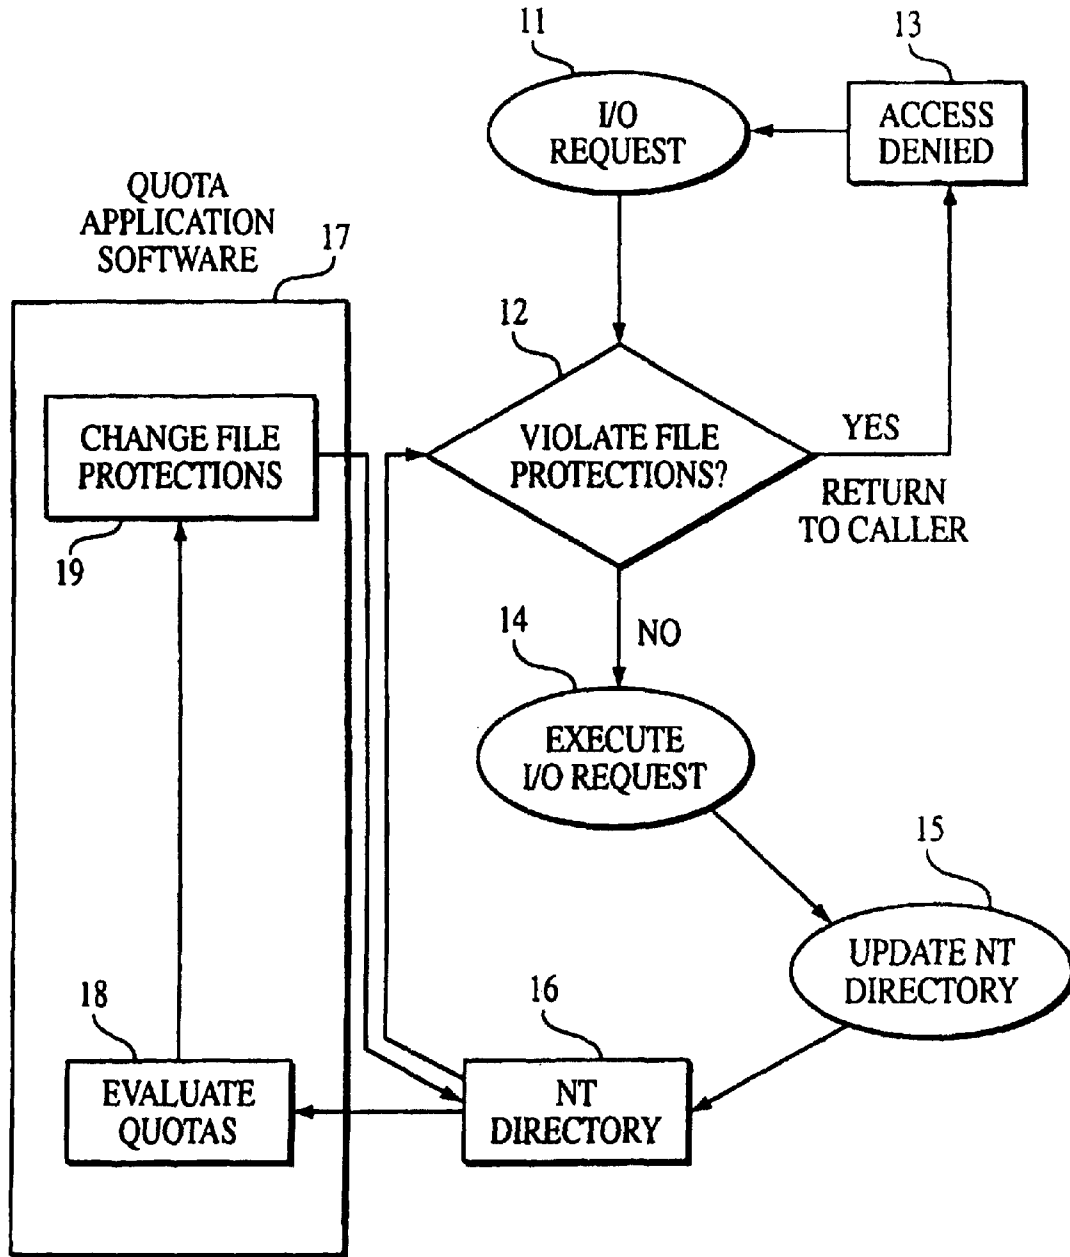 11
I/O
REQUEST
13
ACCESS
DENIED
QUOTA
APPLICATION
SOFTWARE
17
12
VIOLATE FILE
PROTECTIONS?
YES
RETURN
TO CALLER
CHANGE FILE
PROTECTIONS
19
14
NO
EXECUTE
I/O REQUEST
15
UPDATE NT
DIRECTORY
16
NT
DIRECTORY
18
EVALUATE
QUOTAS